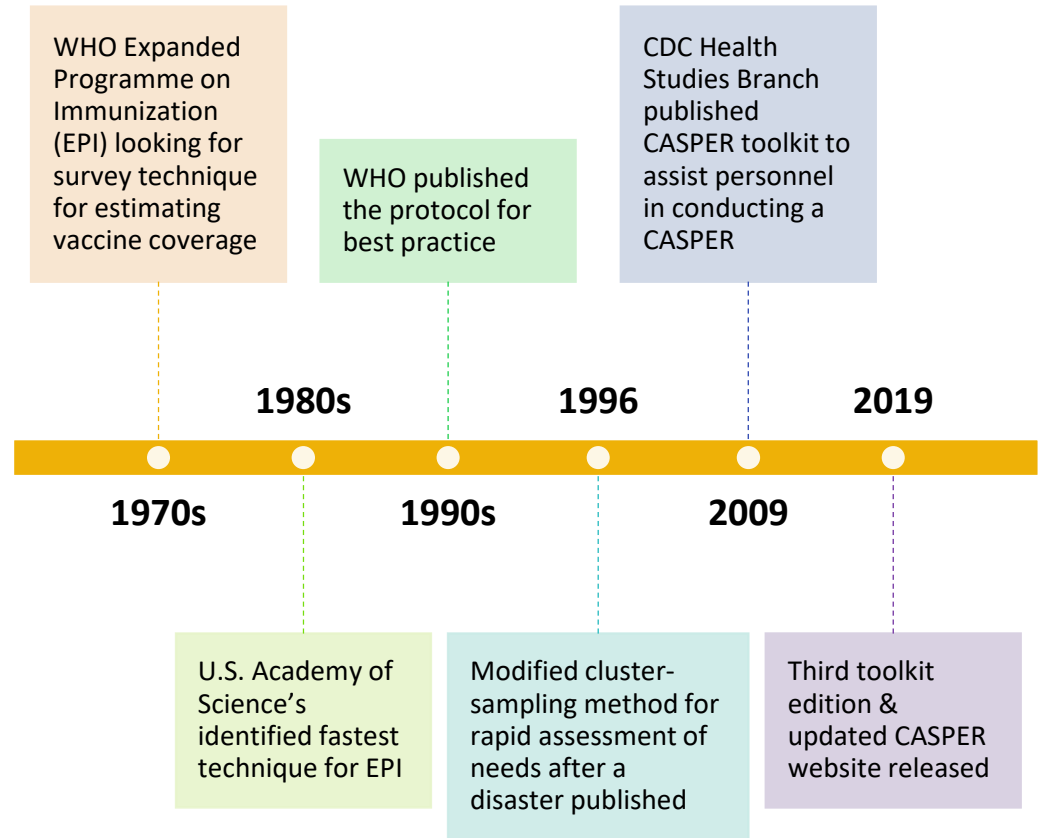 WHO Expanded
Programme on
Immunization
(EPI) looking for
survey technique
for estimating
vaccine coverage
WHO published
the protocol for
best practice
CDC Health
Studies Branch
published
CASPER toolkit to
assist personnel
in conducting a
CASPER
1980s
1996
2019
1970s
1990s
2009
U.S. Academy of
Science’s
identified fastest
technique for EPI
Modified cluster-
sampling method for
rapid assessment of
needs after a
disaster published
Third toolkit
edition &
updated CASPER
website released